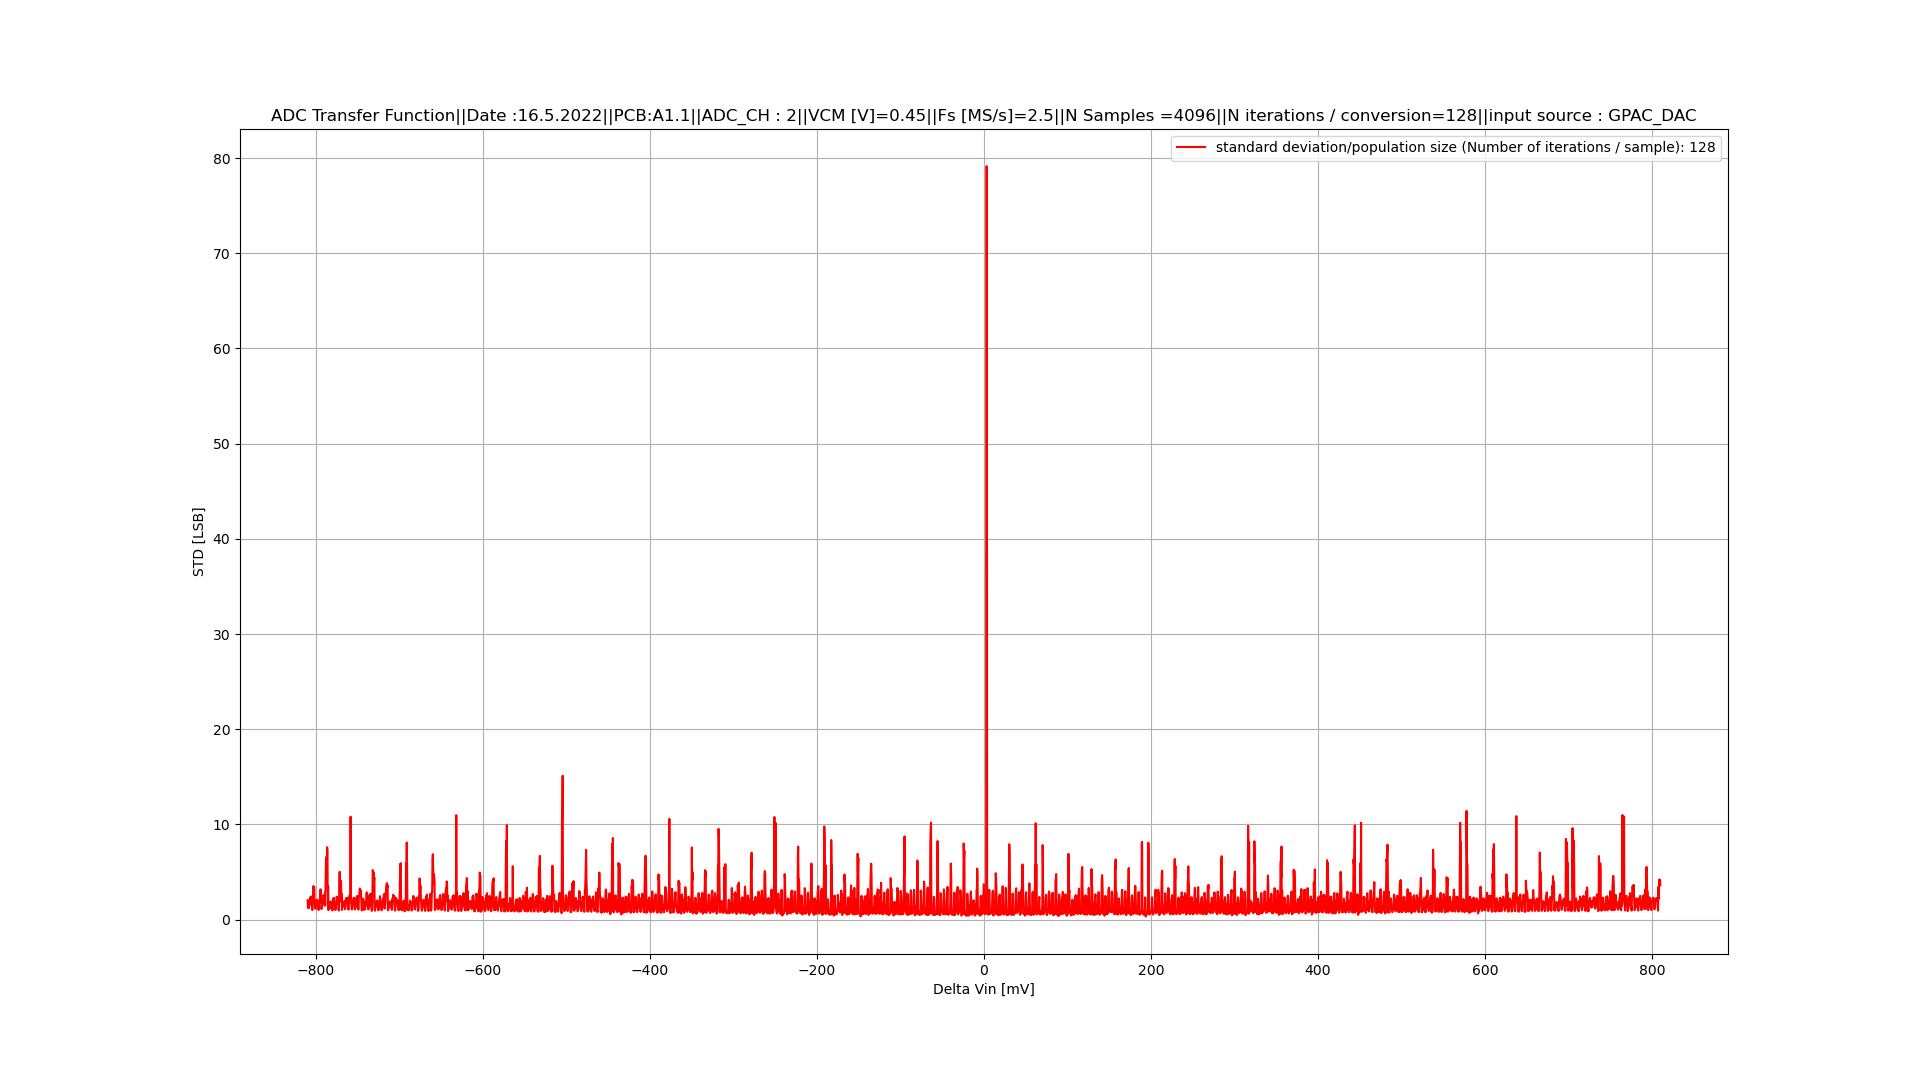 ADC Transfer Function||Date :16.5.2022||PCB:A1.1||ADC_CH : 2||VCM [V]=0.45||Fs [MS/s]=2.5||N Samples =4096||N iterations / conversion=128||input source : GPAC_DAC
standard deviation/population size (Number of iterations / sample): 128
80
70
60
50
40
30
20
10
0
STD [LSB]
−800 −600 −400 −200 0 200 400 600 800
Delta Vin [mV]